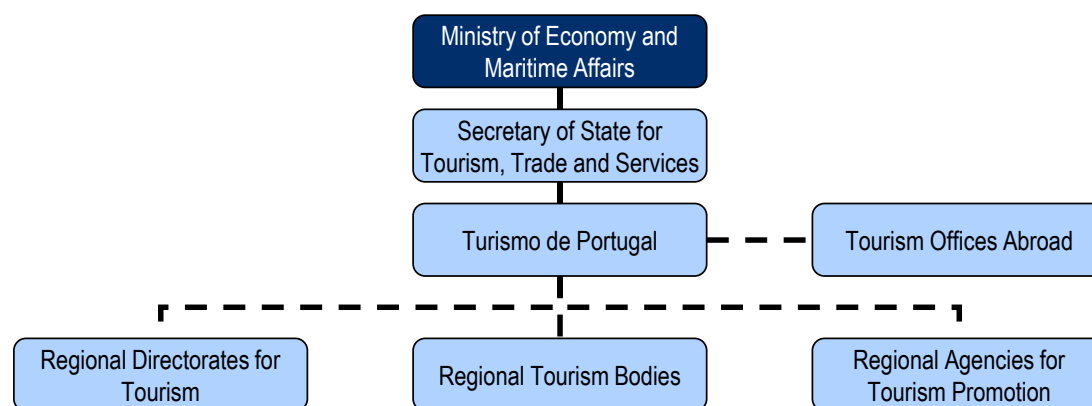 Ministry of Economy and
Maritime Affairs
Secretary of State for
Tourism, Trade and Services
Turismo de Portugal
Tourism Offices Abroad
Regional Directorates for
Tourism
Regional Tourism Bodies
Regional Agencies for
Tourism Promotion